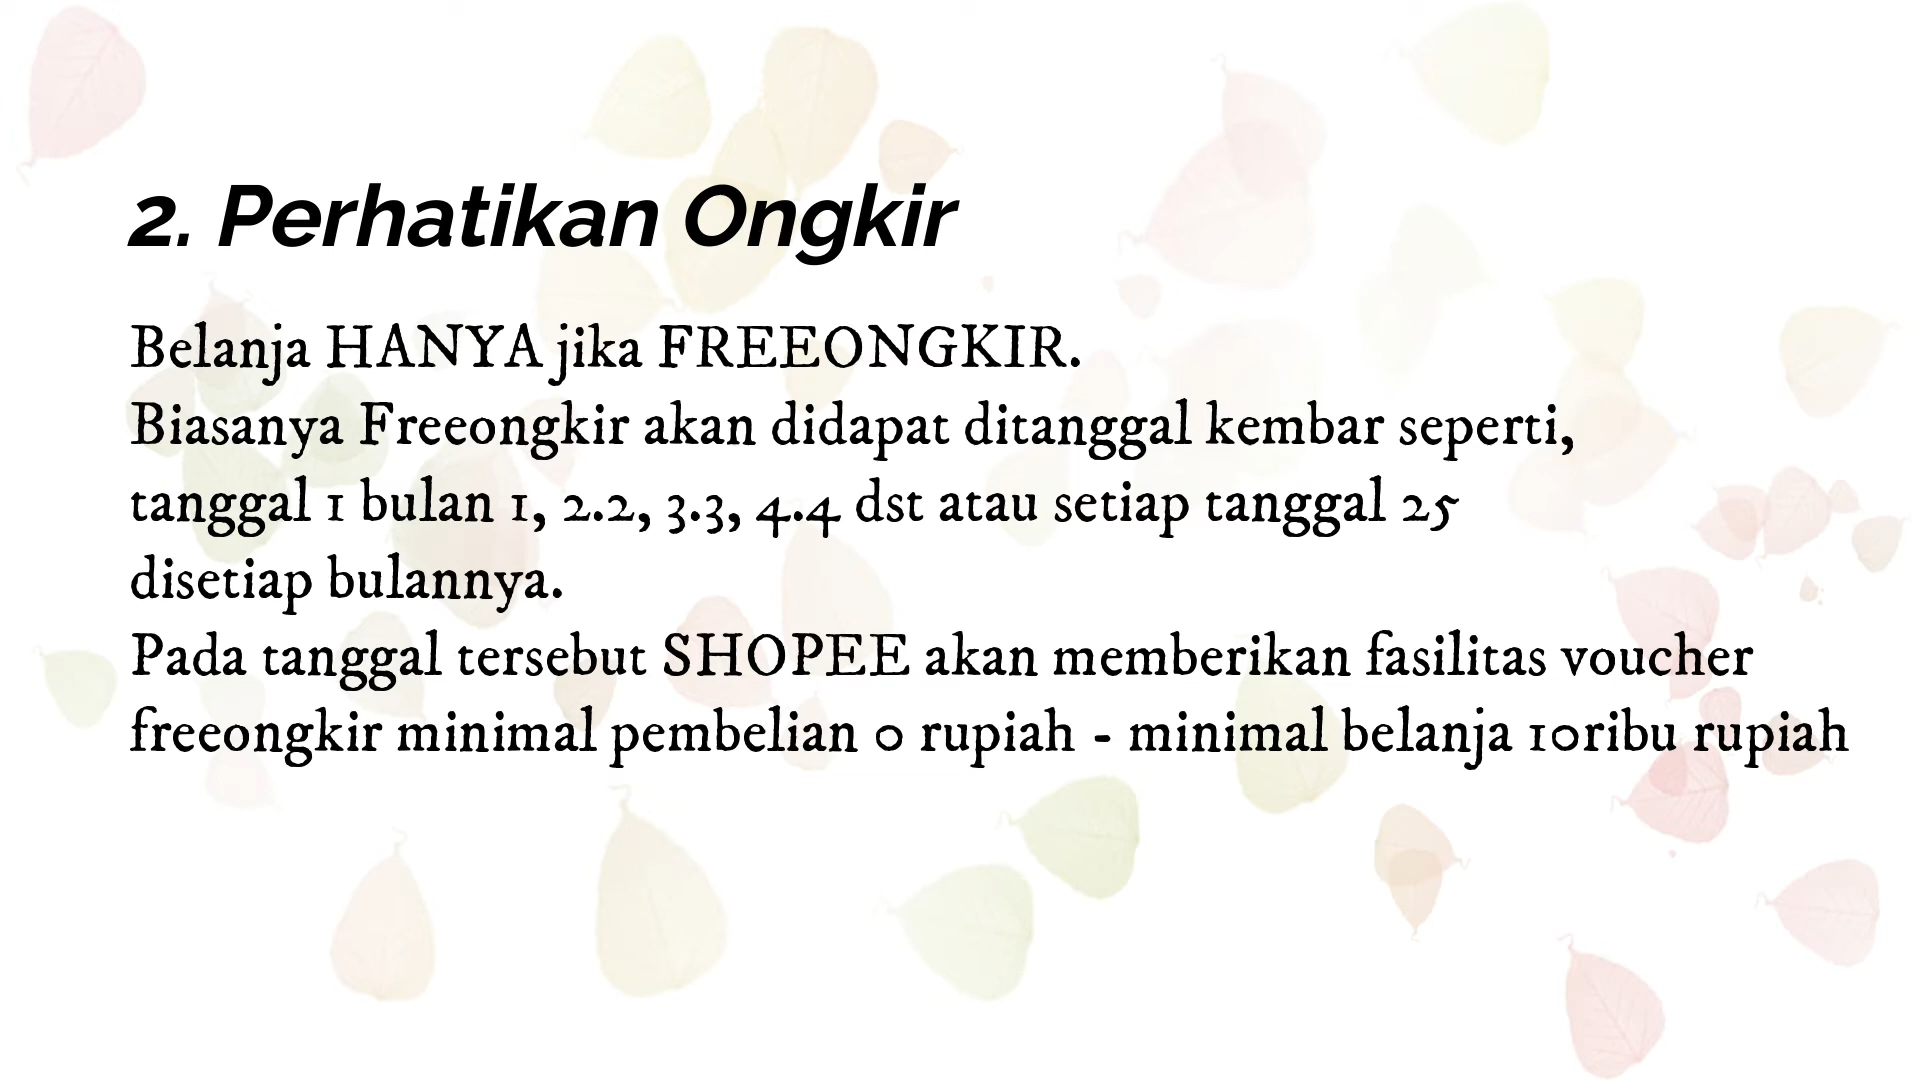 2. Perhatikan Ongkir
Belanja HANYA jika FREEONGKIR.
Biasanya Freeongkir akan didapat ditanggal kembar seperti,
tanggal 1 bulan 1, 2.2, 3.3, 4.4 dst atau setiap tanggal 25
disetiap bulannya.
Pada tanggal tersebut SHOPEE akan memberikan fasilitas voucher
freeongkir minimal pembelian 0 rupiah - minimal belanja 10ribu rupiah